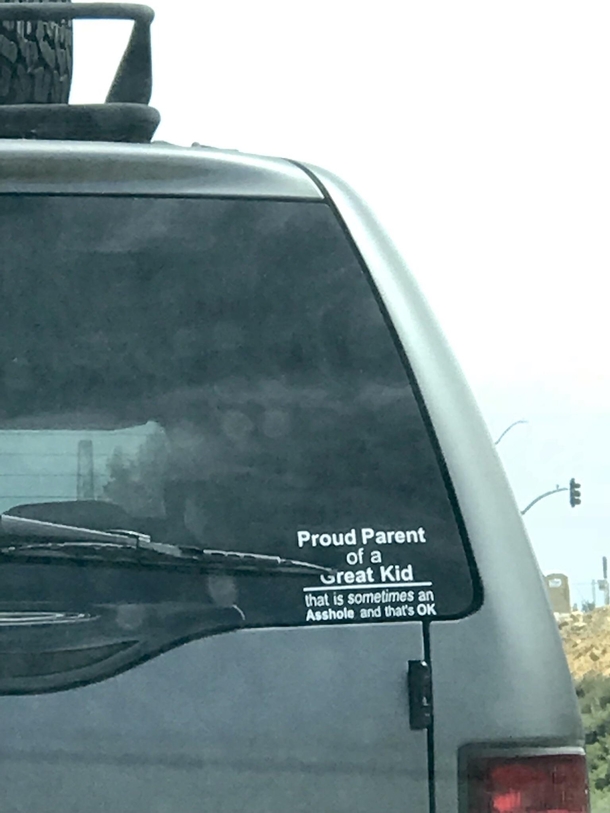 Proud Parent
of a
Great Kid
that is sometimes an
Asshole and that's OK